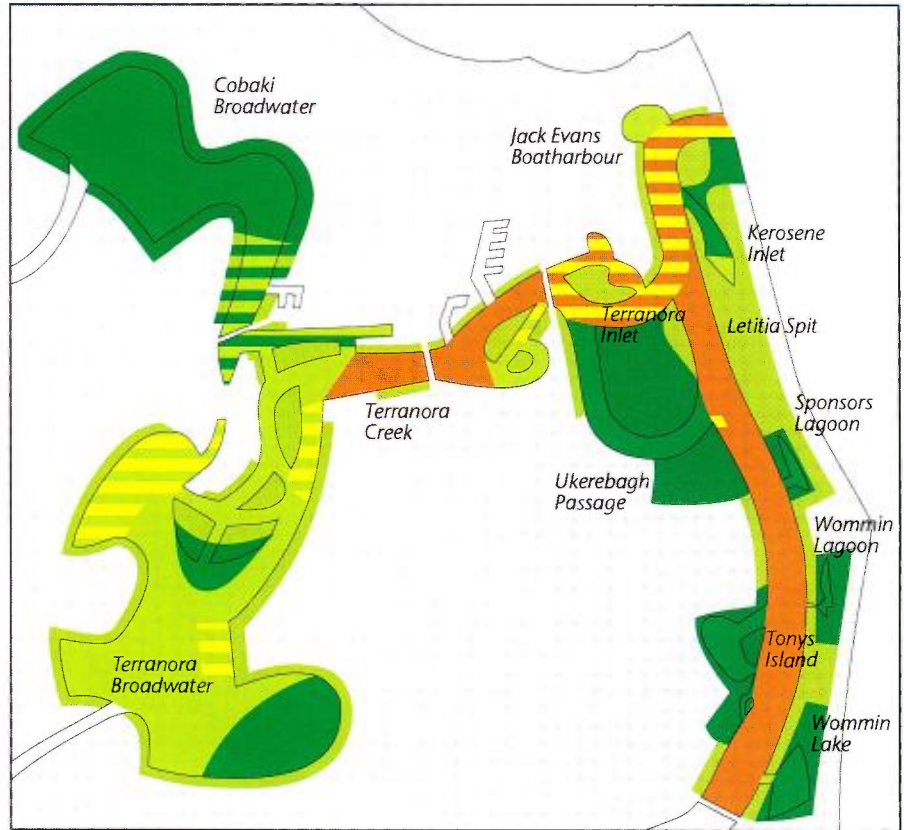 Cobaki
Broadwater
Jack Evans
Boatharbour
Kerosene
Inlet
Terranora
Inlet
Letitia Spit
Terranora
Creek
Sponsors
Lagoon
Ukerebagh
Passage
Wommin
Lagoon
Tonys
Island
Terranora
Broadwater
Wommin
Lake